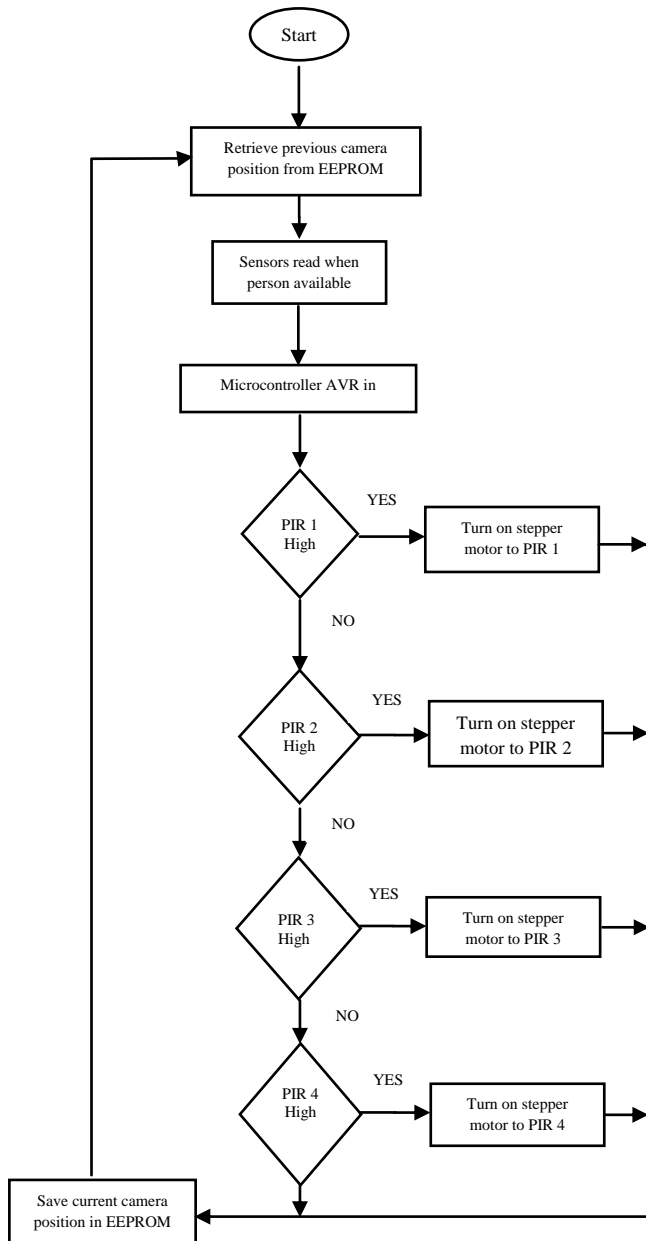 Start
Retrieve previous camera
position from EEPROM
Sensors read when
person available
Microcontroller AVR in
PIR 1
High
YES
Turn on stepper
motor to PIR 1
NO
PIR 2
High
YES
Turn on stepper
motor to PIR 2
NO
PIR 3
High
YES
Turn on stepper
motor to PIR 3
NO
PIR 4
High
YES
Turn on stepper
motor to PIR 4
Save current camera
position in EEPROM